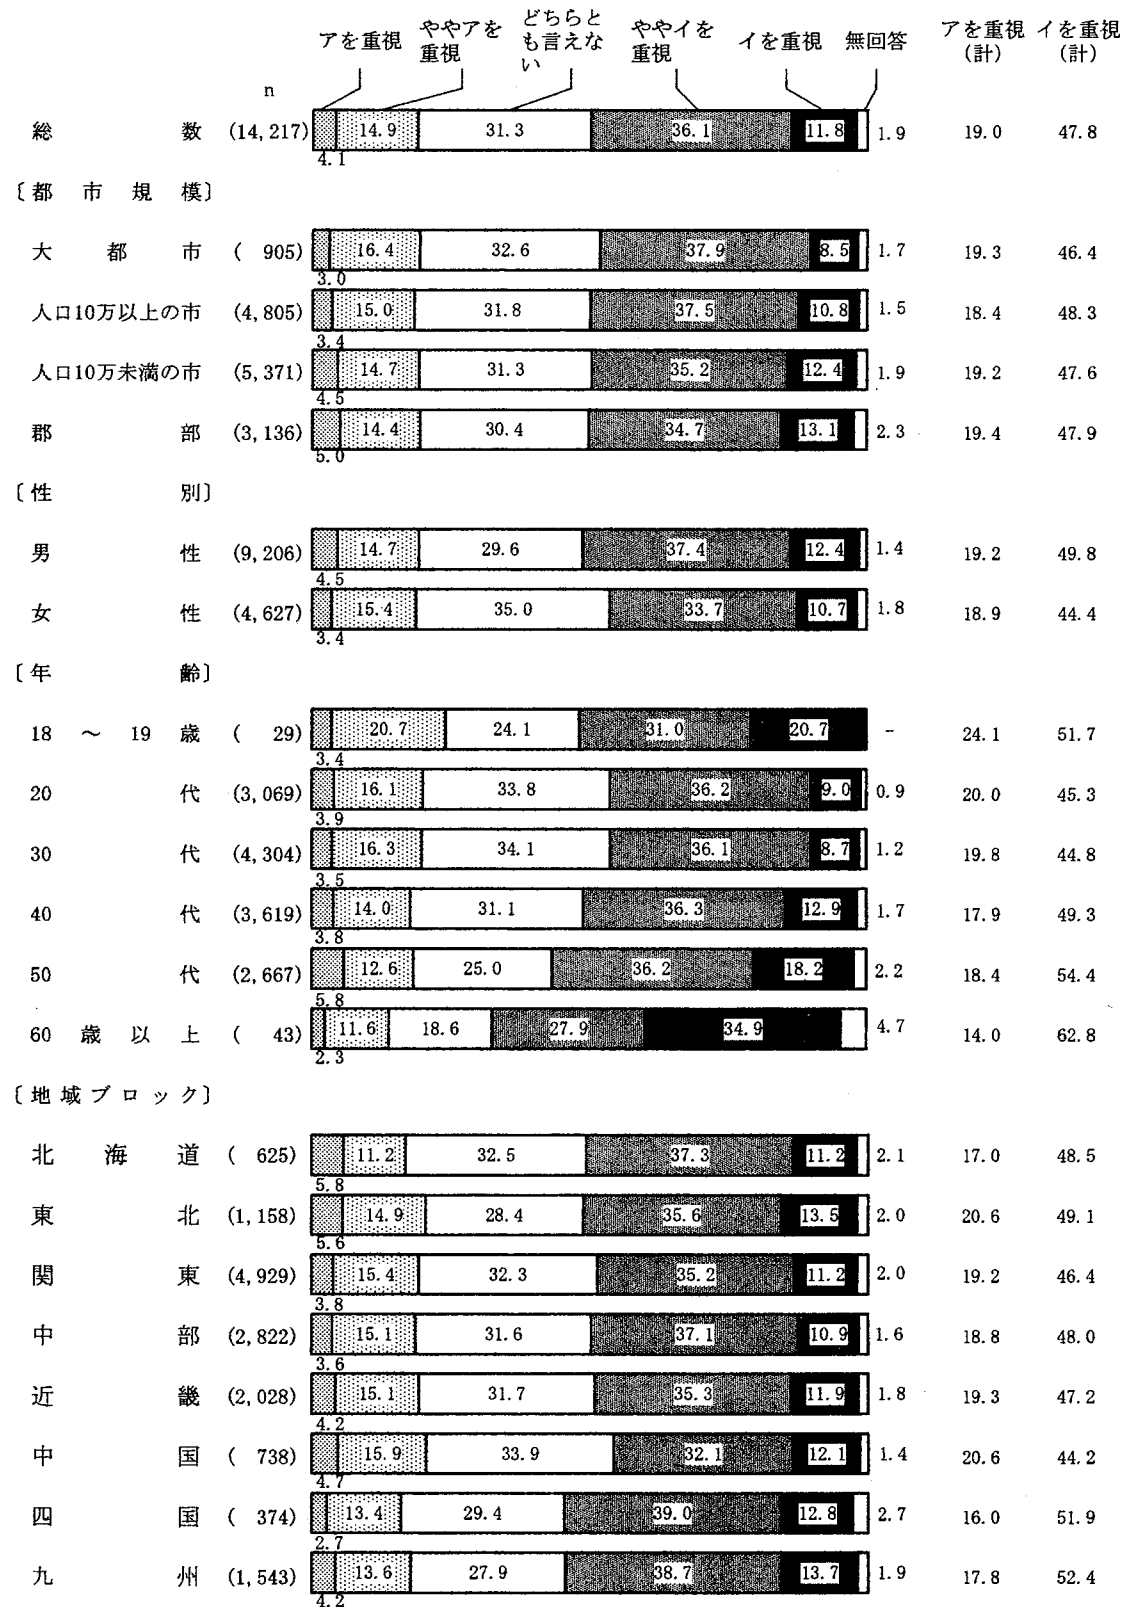 アを重視 ややアを重視 どちらとも言えない ややイを重視 イを重視 無回答 アを重視(計) イを重視(計)
n
総数 (14,217) 4.1 14.9 31.3 36.1 11.8 1.9 19.0 47.8
〔都市規模〕
大都市 ( 905) 3.0 16.4 32.6 37.9 8.5 1.7 19.3 46.4
人口10万以上の市 (4,805) 3.4 15.0 31.8 37.5 10.8 1.5 18.4 48.3
人口10万未満の市 (5,371) 4.5 14.7 31.3 35.2 12.4 1.9 19.2 47.6
郡部 (3,136) 5.0 14.4 30.4 34.7 13.1 2.3 19.4 47.9
〔性別〕
男性 (9,206) 4.5 14.7 29.6 37.4 12.4 1.4 19.2 49.8
女性 (4,627) 3.4 15.4 35.0 33.7 10.7 1.8 18.9 44.4
〔年齢〕
18～19歳 ( 29) 3.4 20.7 24.1 31.0 20.7 - 24.1 51.7
20代 (3,069) 3.9 16.1 33.8 36.2 9.0 0.9 20.0 45.3
30代 (4,304) 3.5 16.3 34.1 36.1 8.7 1.2 19.8 44.8
40代 (3,619) 3.8 14.0 31.1 36.3 12.9 1.7 17.9 49.3
50代 (2,667) 5.8 12.6 25.0 36.2 18.2 2.2 18.4 54.4
60歳以上 ( 43) 2.3 11.6 18.6 27.9 34.9 4.7 14.0 62.8
〔地域ブロック〕
北海道 ( 625) 5.8 11.2 32.5 37.3 11.2 2.1 17.0 48.5
東北 (1,158) 5.6 14.9 28.4 35.6 13.5 2.0 20.6 49.1
関東 (4,929) 3.8 15.4 32.3 35.2 11.2 2.0 19.2 46.4
中部 (2,822) 3.6 15.1 31.6 37.1 10.9 1.6 18.8 48.0
近畿 (2,028) 4.2 15.1 31.7 35.3 11.9 1.8 19.3 47.2
中国 ( 738) 4.7 15.9 33.9 32.1 12.1 1.4 20.6 44.2
四国 ( 374) 2.7 13.4 29.4 39.0 12.8 2.7 16.0 51.9
九州 (1,543) 4.2 13.6 27.9 38.7 13.7 1.9 17.8 52.4